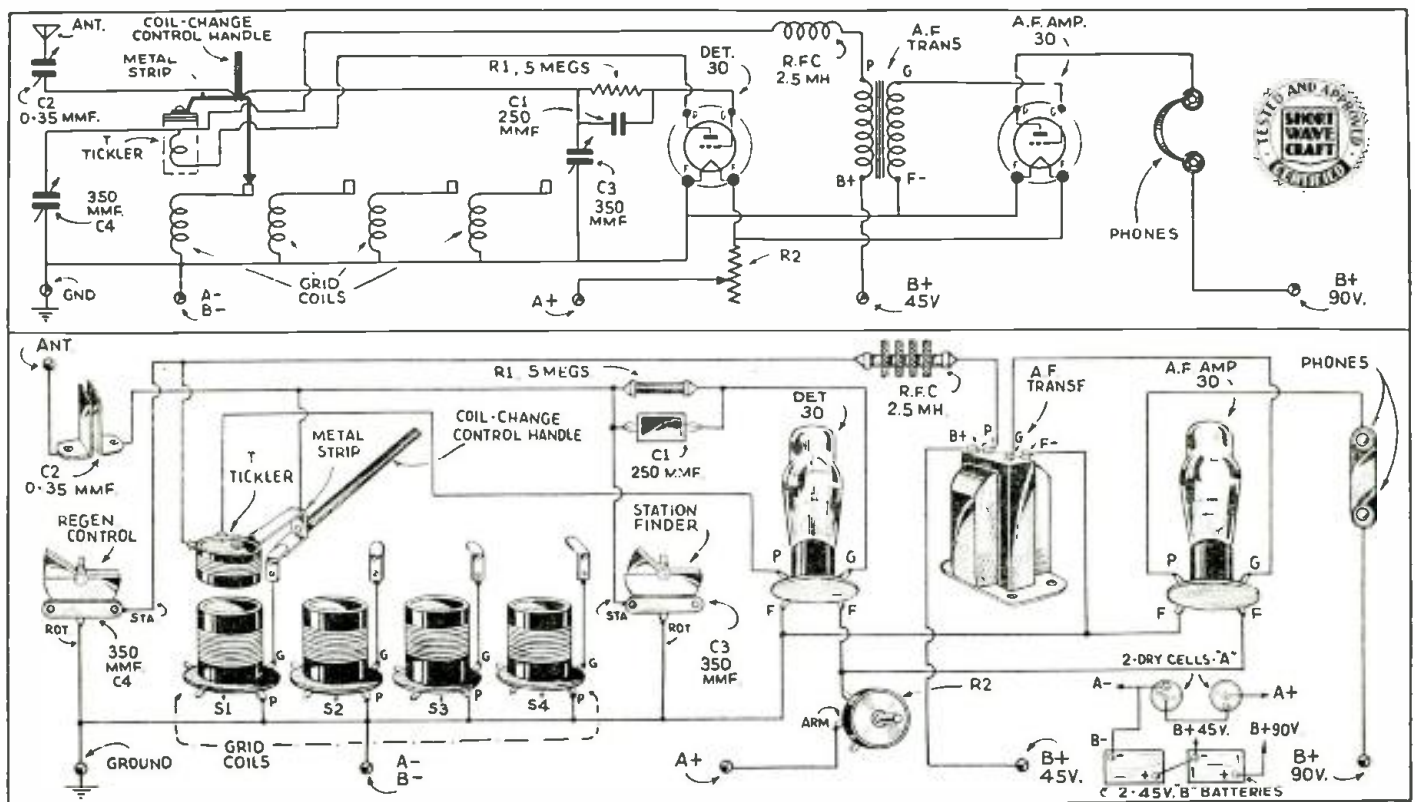 ANT.
COIL-CHANGE
CONTROL HANDLE
METAL
STRIP
C2
0-35 MMF.
T
TICKLER
350
MMF.
C4
GND
A-
B-
GRID
COILS
R1, 5 MEGS
C1
250
MMF.
C3
350
MMF
A+
DET.
30
P
G
F
F
R2
R.F.C
2.5 MH
A.F
TRANS
P
G
B+
F-
B+
45V
A.F. AMP.
30
P
G
F
F
PHONES
B+
90V.
TESTED AND APPROVED
SHORT
WAVE
CRAFT
CERTIFIED
ANT.
C2
0-35 MMF.
REGEN
CONTROL
STA
ROT
350
MMF.
C4
GROUND
T
TICKLER
METAL
STRIP
COIL-CHANGE
CONTROL HANDLE
G
P
S1
G
P
S2
G
P
S3
G
P
S4
GRID
COILS
A-
B-
R1, 5 MEGS
C1
250 MMF.
STATION
FINDER
STA
ROT
C3
350
MMF
DET
30
P
G
F
F
ARM
R2
A+
R.F.C
2.5 MH.
A.F
TRANSF
B+
P
G
F-
A.F. AMP
30
P
G
F
F
PHONES
2-DRY CELLS-"A"
A-
A+
B-
B+45V.
B+90V
-
+
-
+
2-45V."B" BATTERIES
B+
45V.
B+
90V.